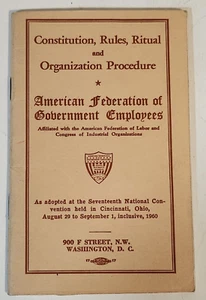 Constitution, Rules, Ritual
and
Organization Procedure
American Federation of
Government Employees
Affiliated with the American Federation of Labor and
Congress of Industrial Organizations
As adopted at the Seventeenth National Con-
vention held in Cincinnati, Ohio,
August 29 to September 1, inclusive, 1960
900 F STREET, N.W.
WASHINGTON, D. C.